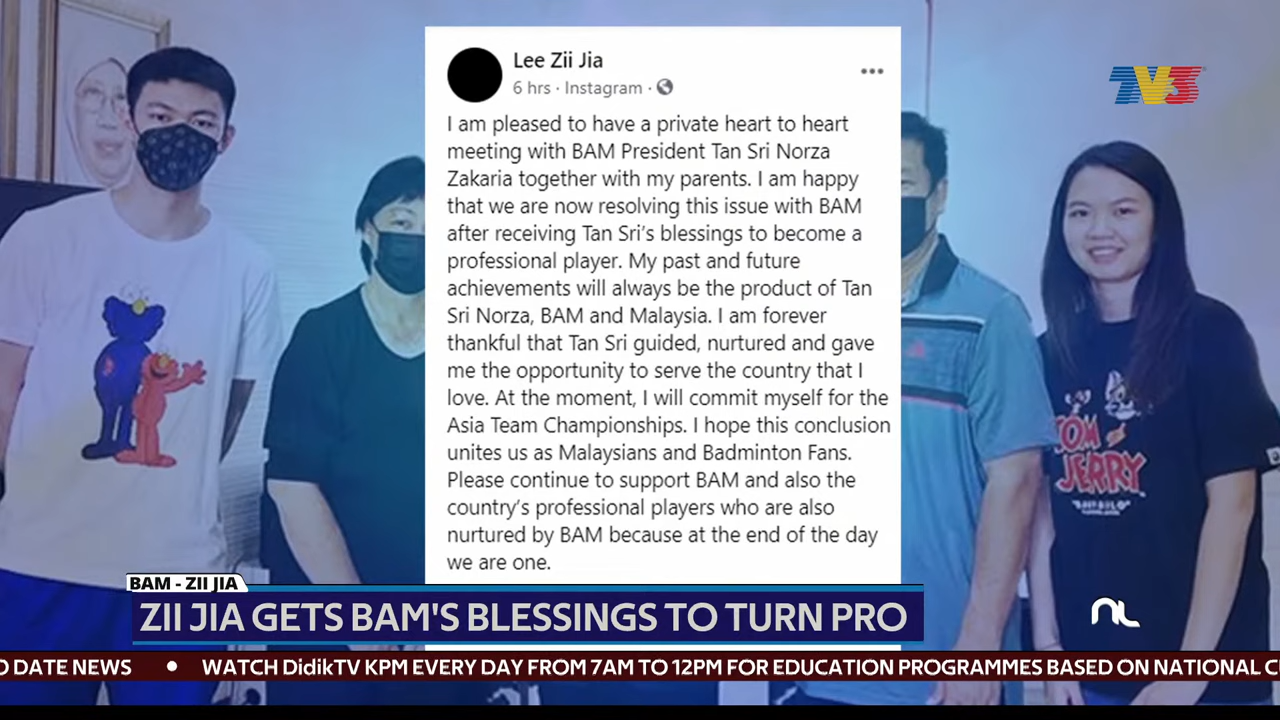 Lee Zii Jia
6 hrs · Instagram ·
I am pleased to have a private heart to heart
meeting with BAM President Tan Sri Norza
Zakaria together with my parents. I am happy
that we are now resolving this issue with BAM
after receiving Tan Sri's blessings to become a
professional player. My past and future
achievements will always be the product of Tan
Sri Norza, BAM and Malaysia. I am forever
thankful that Tan Sri guided, nurtured and gave
me the opportunity to serve the country that I
love. At the moment, I will commit myself for the
Asia Team Championships. I hope this conclusion
unites us as Malaysians and Badminton Fans.
Please continue to support BAM and also the
country's professional players who are also
nurtured by BAM because at the end of the day
we are one.
TV3
TOM
JERRY
BAM - ZII JIA
ZII JIA GETS BAM'S BLESSINGS TO TURN PRO
NL
O DATE NEWS • WATCH DidikTV KPM EVERY DAY FROM 7AM TO 12PM FOR EDUCATION PROGRAMMES BASED ON NATIONAL C